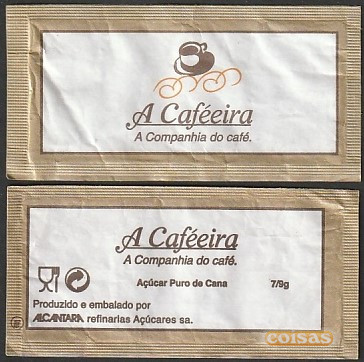 A Caféeira
A Companhia do café.
A Caféeira
A Companhia do café.
Açúcar Puro de Cana 7/9g
Produzido e embalado por
ALCANTARA refinarias Açúcares sa.
coisas